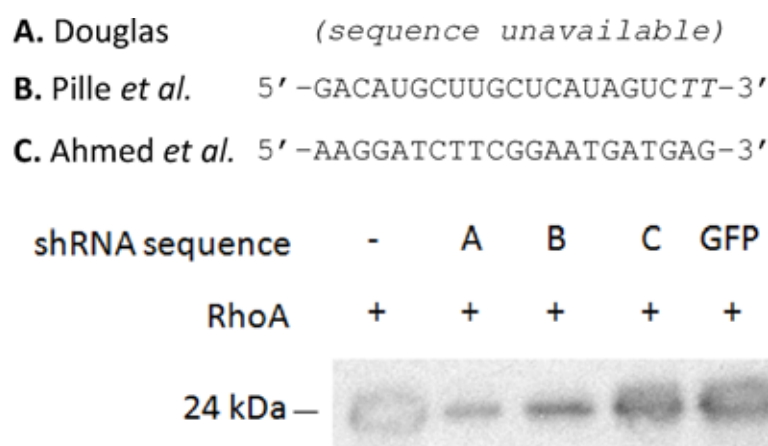 A. Douglas (sequence unavailable)
B. Pille et al. 5’-GACAUGCUUGCUCAUAGUCTT-3’
C. Ahmed et al. 5’-AAGGATCTTCGGAATGATGAG-3’
shRNA sequence - A B C GFP
RhoA + + + + +
24 kDa–